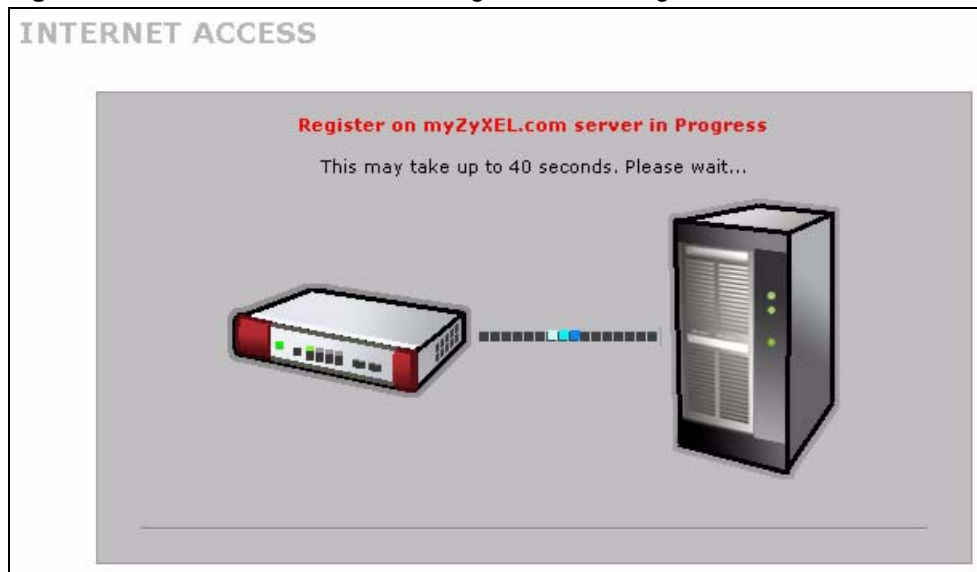 INTERNET ACCESS
Register on myZyXEL.com server in Progress
This may take up to 40 seconds. Please wait...